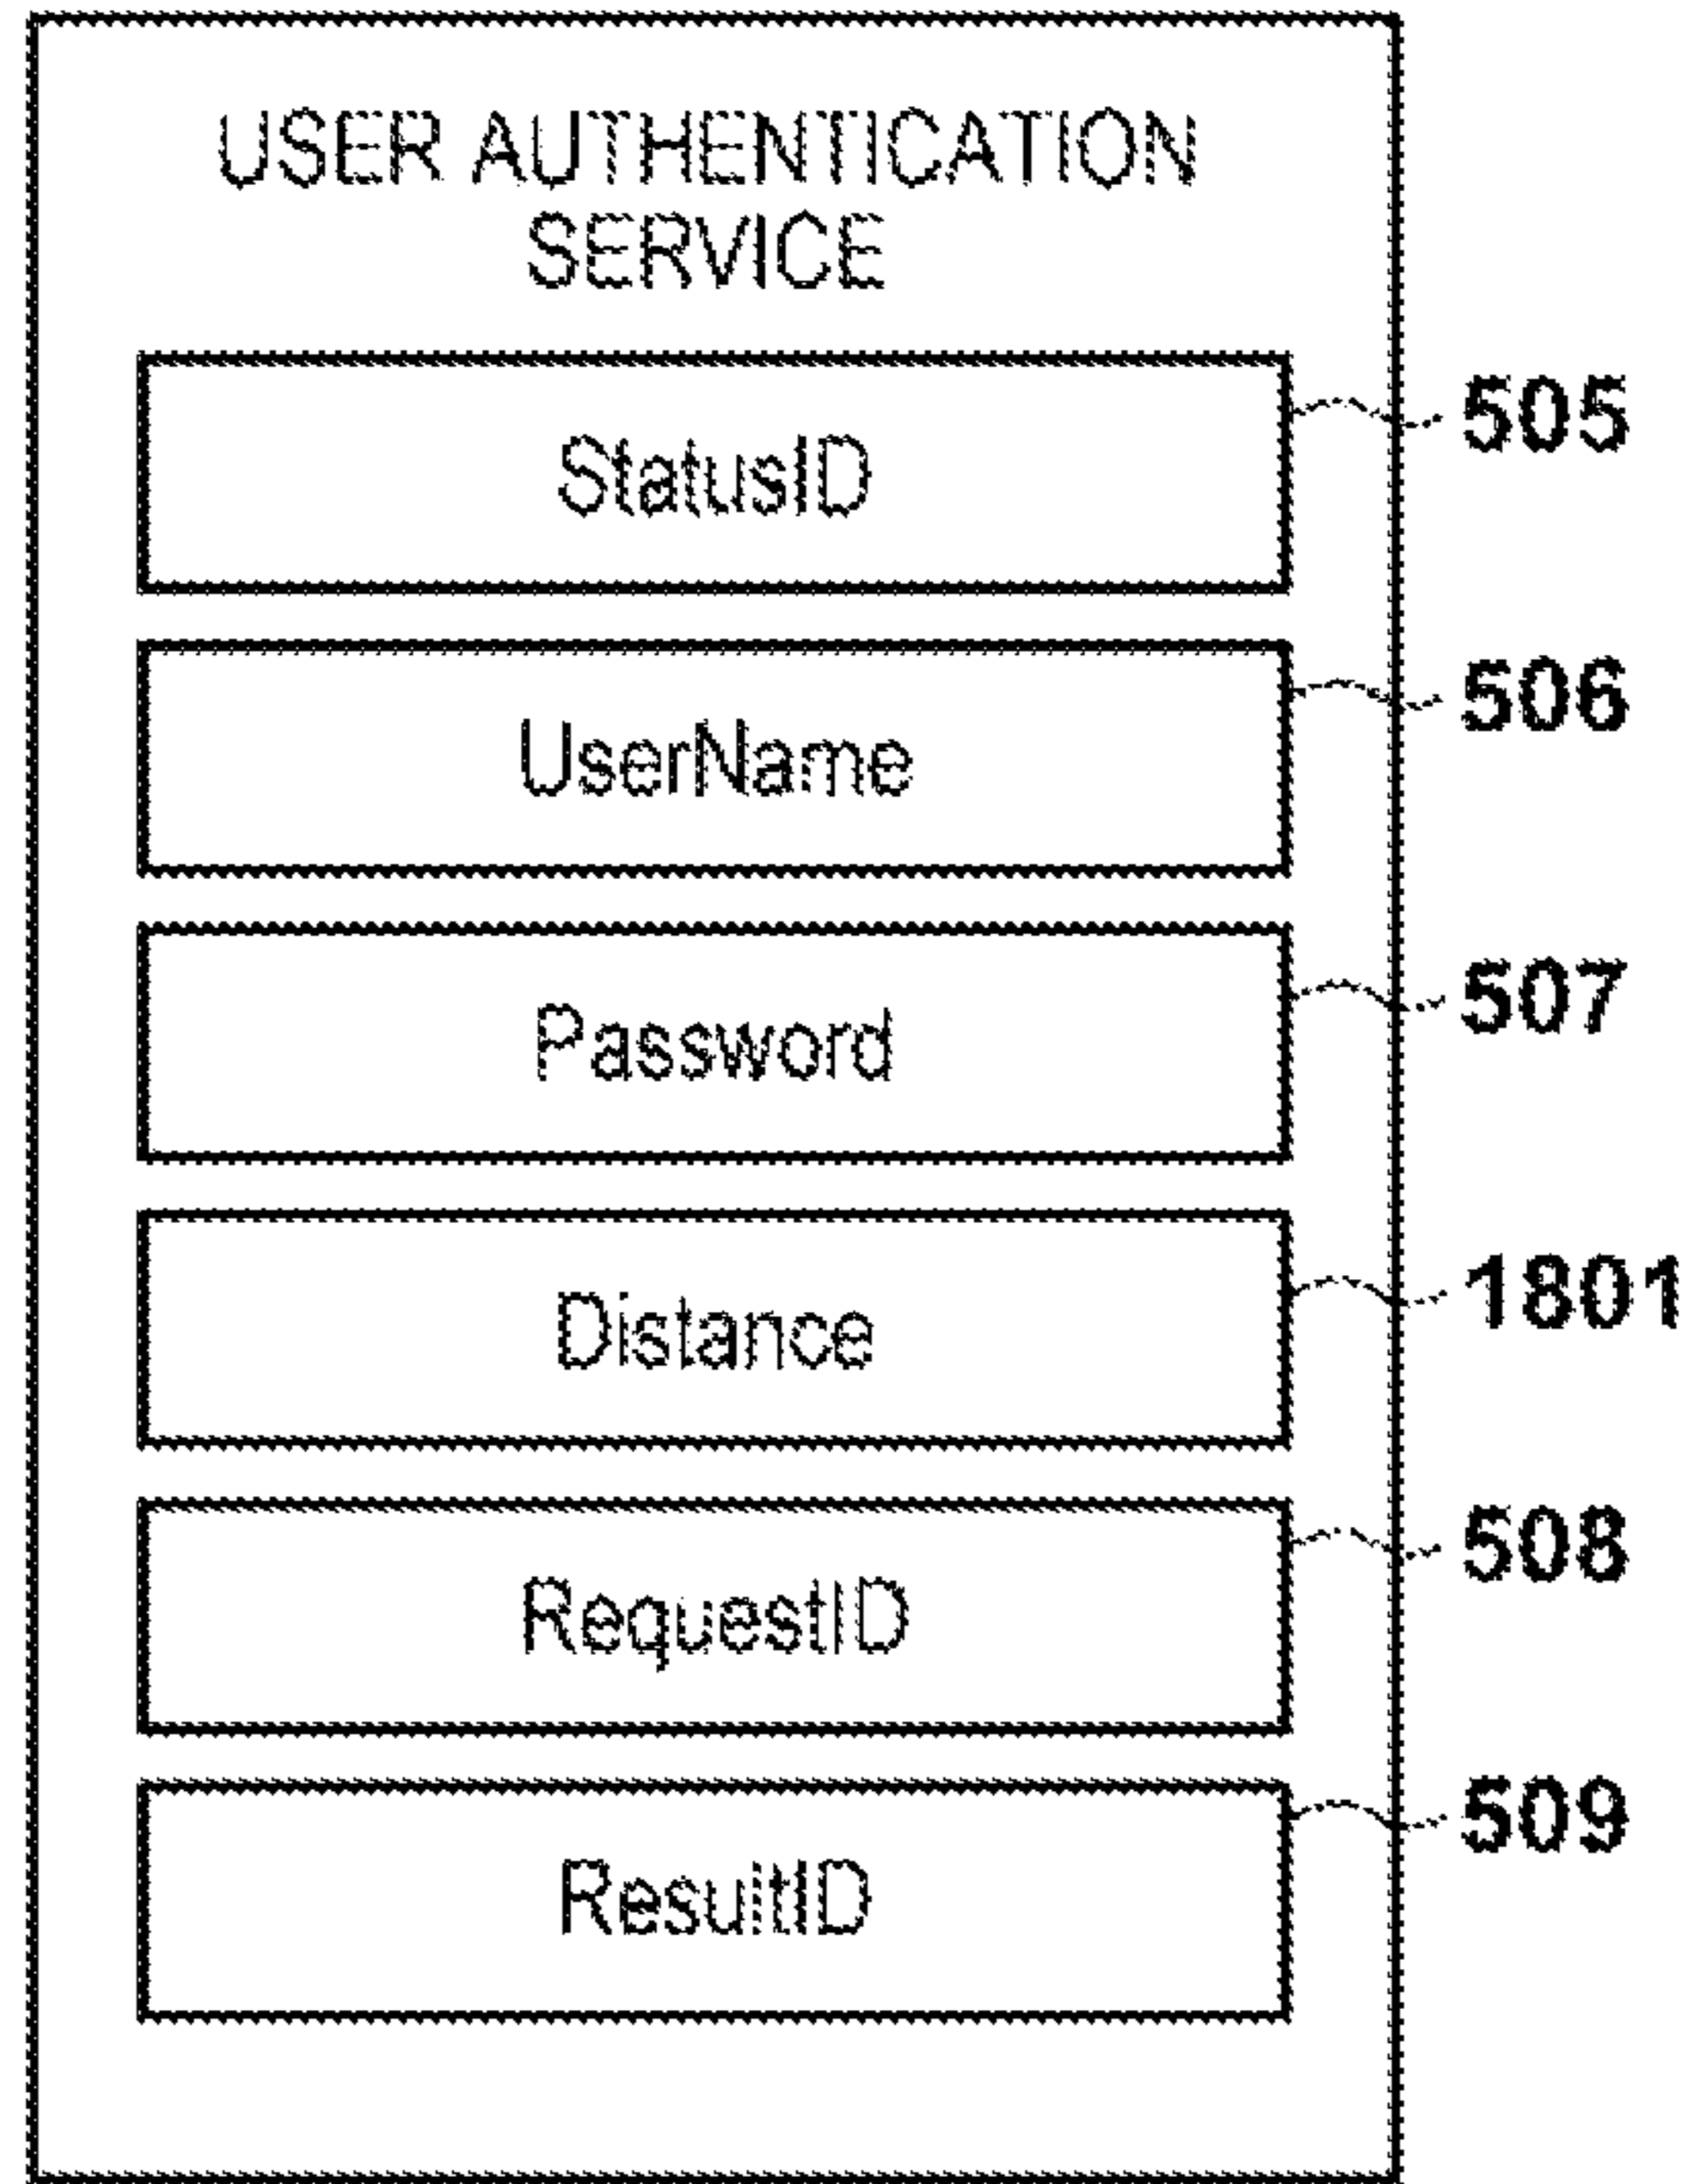 USER AUTHENTICATION
SERVICE
StatusID
505
UserName
506
Password
507
Distance
1801
RequestID
508
ResultID
509